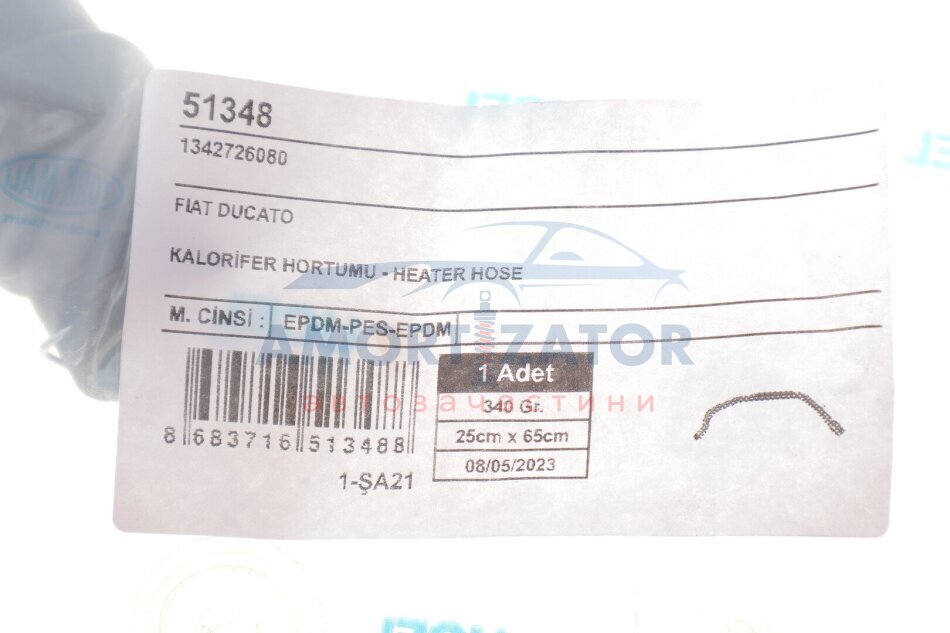 51348
1342726080
FIAT DUCATO
KALORİFER HORTUMU - HEATER HOSE
M. CİNSİ : EPDM-PES-EPDM
AMORTIZATOR
автозапчастини
1 Adet
340 Gr.
25cm x 65cm
08/05/2023
8 683716 513488
1-ŞA21